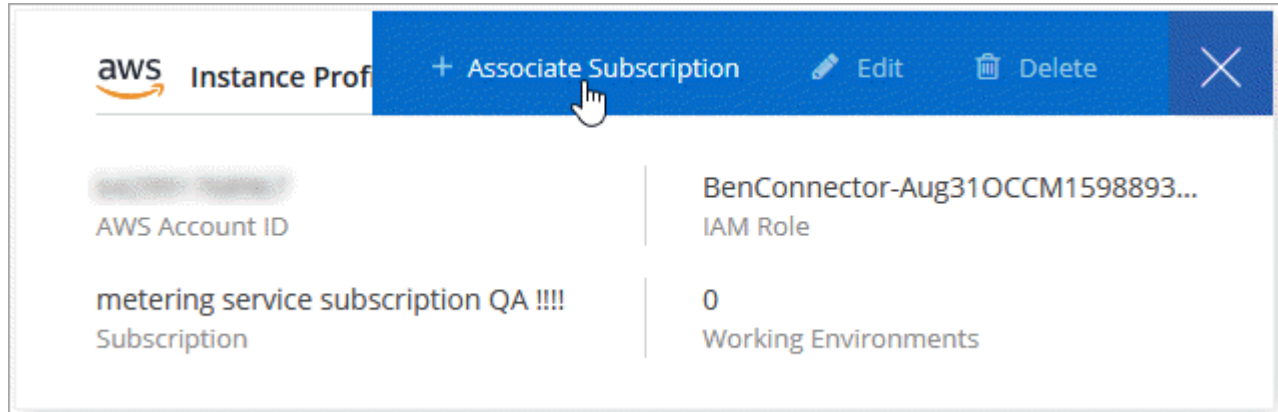 aws Instance Prof
+ Associate Subscription Edit Delete
AWS Account ID
BenConnector-Aug31OCCM1598893...
IAM Role
metering service subscription QA !!!!
Subscription
0
Working Environments